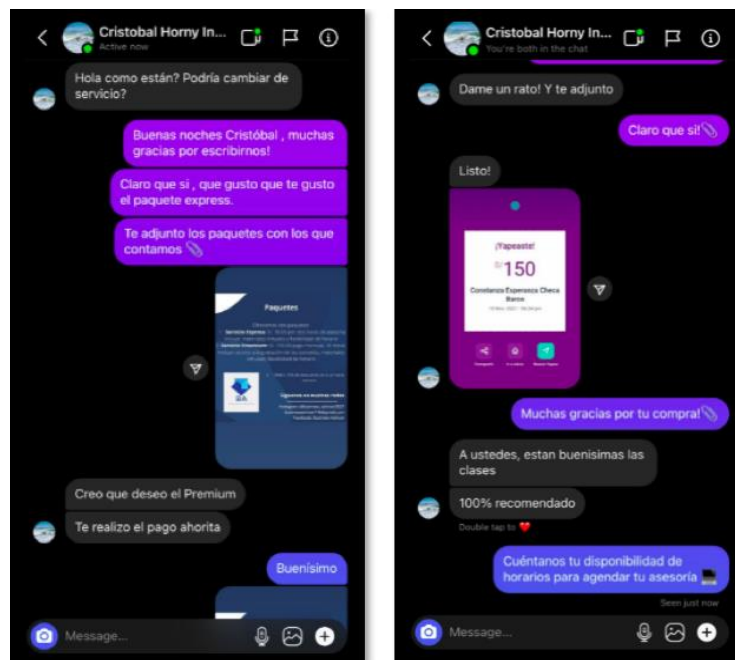 Cristobal Horny In...
Active now
Hola como están? Podría cambiar de
servicio?
Buenas noches Cristóbal , muchas
gracias por escribirnos!
Claro que si , que gusto que te gusto
el paquete express.
Te adjunto los paquetes con los que
contamos
Paquetes
Creo que deseo el Premium
Te realizo el pago ahorita
Buenísimo
Message...
Cristobal Horny In...
You're both in the chat
Dame un rato! Y te adjunto
Claro que si!
Listo!
¡Yapeaste!
S/ 150
Constanza Esperanza Checa
Muchas gracias por tu compra!
A ustedes, estan buenisimas las
clases
100% recomendado
Double tap to
Cuéntanos tu disponibilidad de
horarios para agendar tu asesoría
Seen just now
Message...